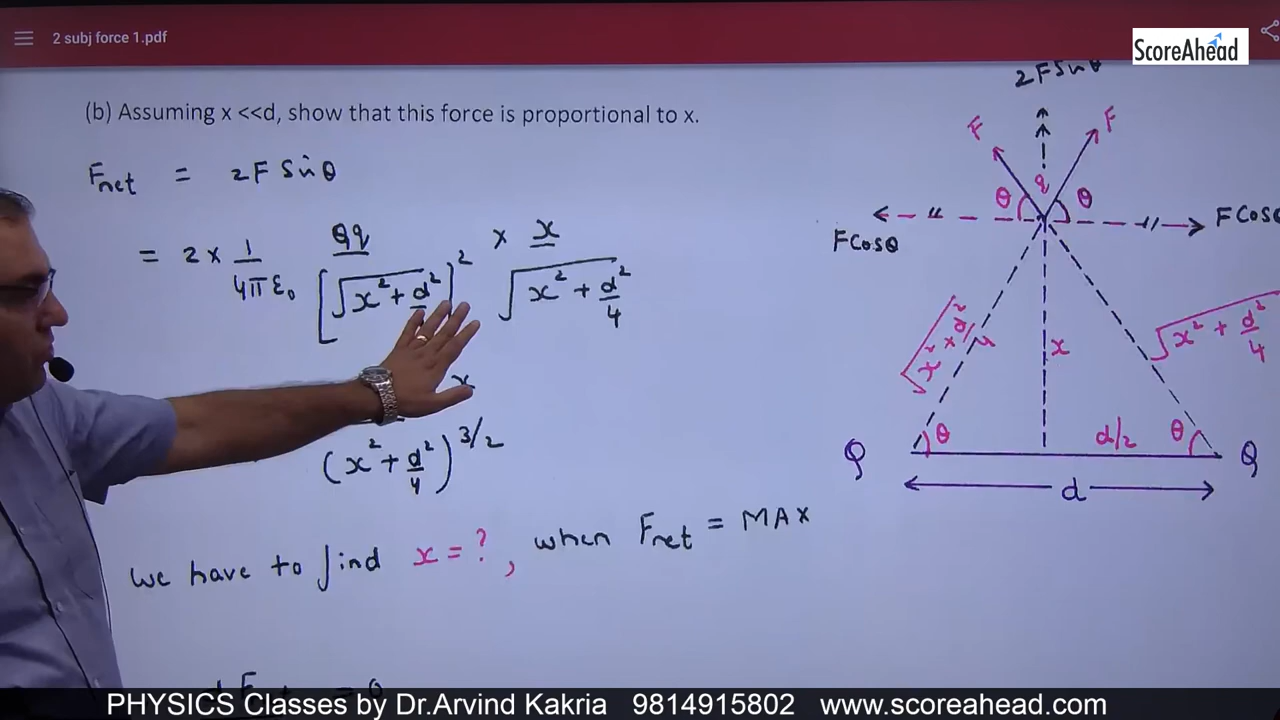 2 subj force 1.pdf
ScoreAhead
(b) Assuming x <<d, show that this force is proportional to x.
Fnet = 2F Sinθ
= 2 × 1/4πε₀ Qq/[√x²+d²]² × x/√x²+d²/4
x
(x²+d²/4)^3/2
we have to find x = ?, when Fnet = MAX
= 0
2F Sinθ
F F
θ q θ
FCosθ FCosθ
√x²+d²/4 x √x²+d²/4
θ d/2 θ
Q Q
d
PHYSICS Classes by Dr.Arvind Kakria 9814915802 www.scoreahead.com